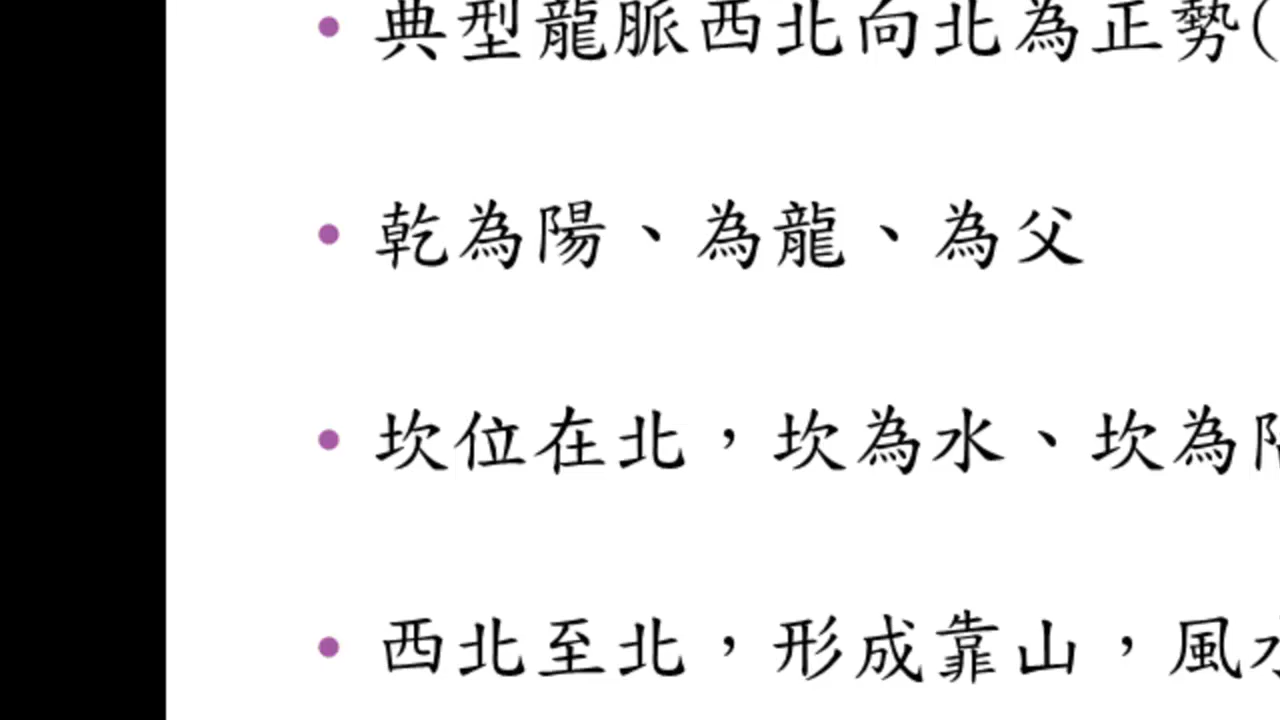 • 典型龍脈西北向北為正勢(
• 乾為陽、為龍、為父
• 坎位在北，坎為水、坎為
• 西北至北，形成靠山，風